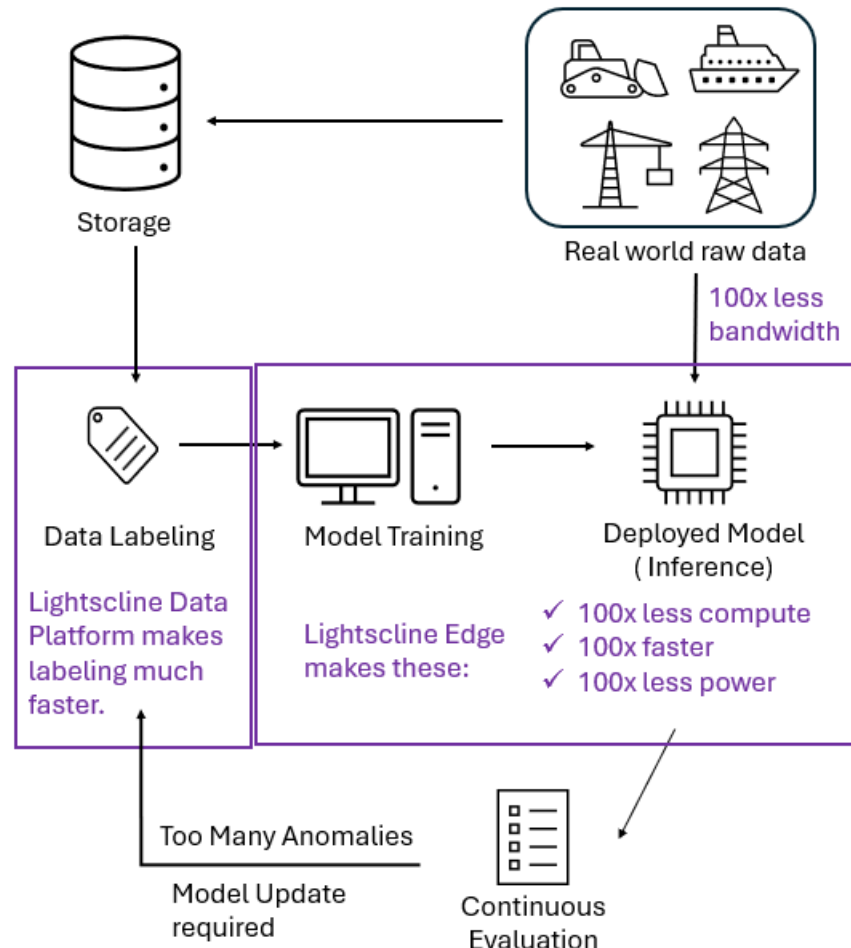 Storage
Real world raw data
100x less
bandwidth
Data Labeling
Model Training
Deployed Model
( Inference)
Lightscline Data
Platform makes
labeling much
faster.
Lightscline Edge
makes these:
✓ 100x less compute
✓ 100x faster
✓ 100x less power
Too Many Anomalies
Model Update
required
Continuous
Evaluation